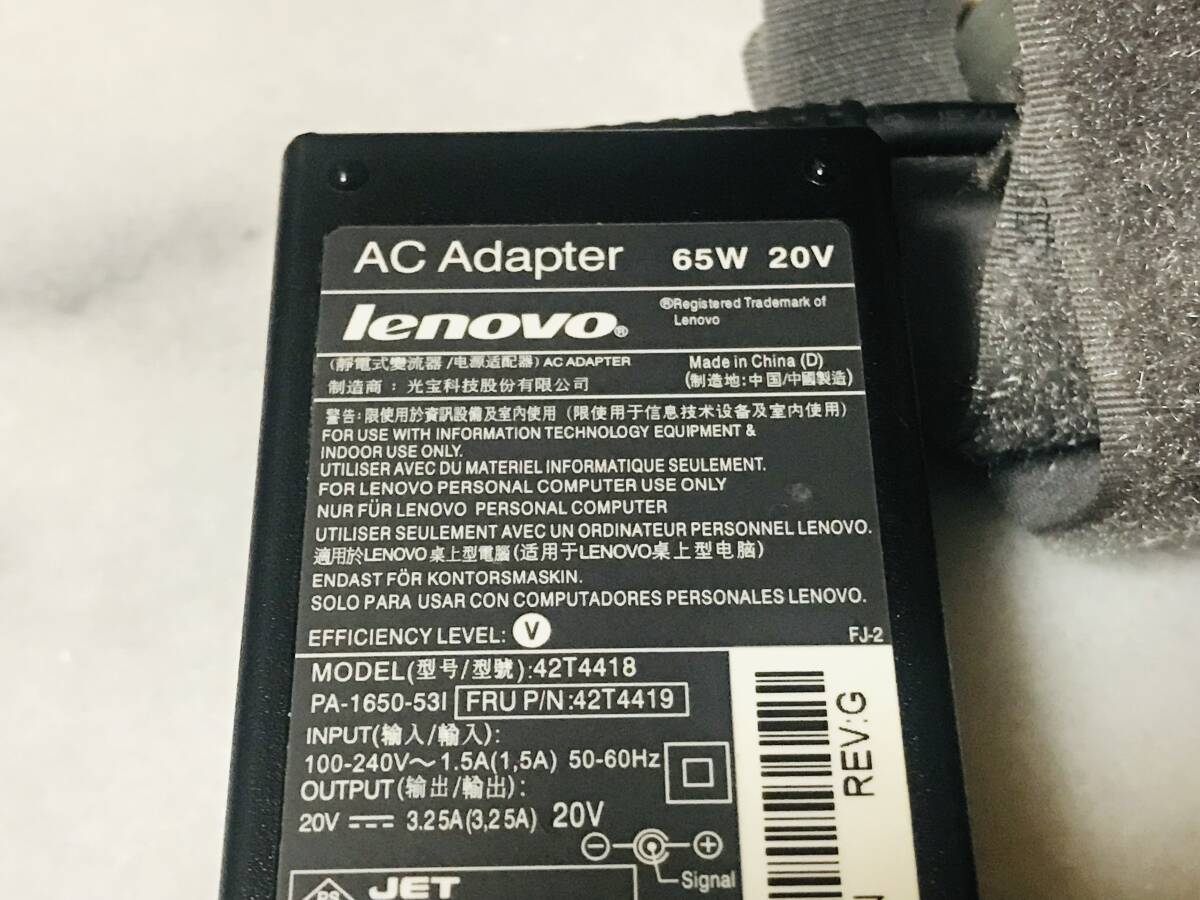 AC Adapter 65W 20V
lenovo® ®Registered Trademark of
Lenovo
(靜電式變流器/电源适配器) AC ADAPTER Made in China (D)
制造商：光宝科技股份有限公司 (制造地:中国/中國製造)
警告:限使用於資訊設備及室內使用 (限使用于信息技术设备及室内使用)
FOR USE WITH INFORMATION TECHNOLOGY EQUIPMENT &
INDOOR USE ONLY.
UTILISER AVEC DU MATERIEL INFORMATIQUE SEULEMENT.
FOR LENOVO PERSONAL COMPUTER USE ONLY
NUR FÜR LENOVO PERSONAL COMPUTER
UTILISER SEULEMENT AVEC UN ORDINATEUR PERSONNEL LENOVO.
適用於LENOVO桌上型電腦(适用于LENOVO桌上型电脑)
ENDAST FÖR KONTORSMASKIN.
SOLO PARA USAR CON COMPUTADORES PERSONALES LENOVO.
EFFICIENCY LEVEL: V FJ-2
MODEL(型号/型號):42T4418
PA-1650-53I FRU P/N:42T4419
INPUT(输入/輸入):
100-240V～ 1.5A(1,5A) 50-60Hz
OUTPUT(输出/輸出):
20V 3.25A(3,25A) 20V
Signal
JET
PS
REV:G